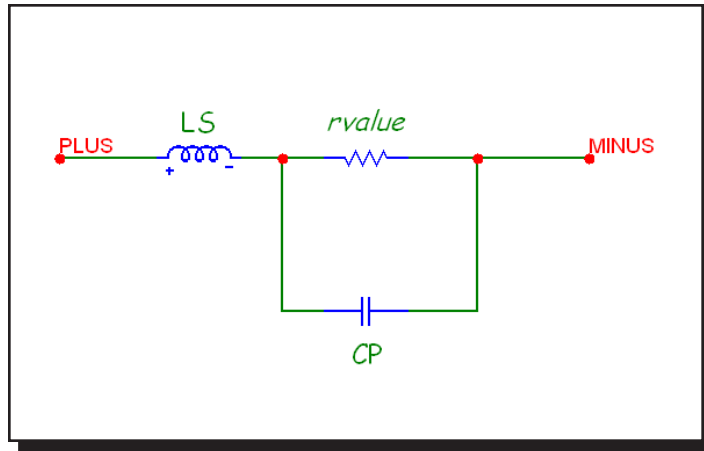 LS
rvalue
PLUS
MINUS
+ -
CP